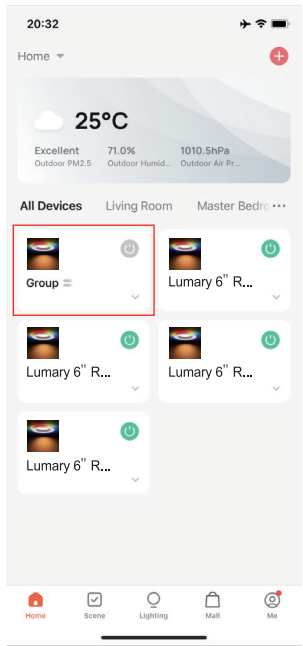 20:32
Home
25°C
Excellent 71.0% 1010.5hPa
Outdoor PM2.5 Outdoor Humid... Outdoor Air Pr...
All Devices Living Room Master Bedro ...
Group
Lumary 6" R...
Lumary 6" R...
Lumary 6" R...
Lumary 6" R...
Home Scene Lighting Mall Me